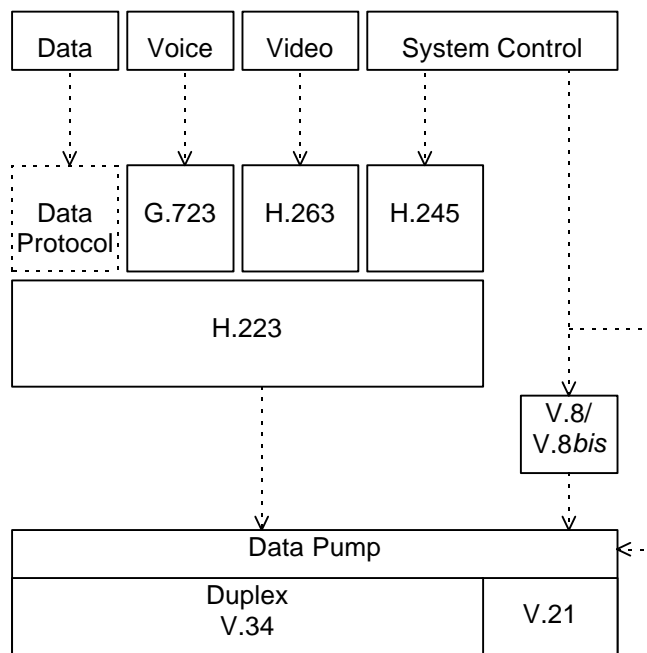 Data
Voice
Video
System Control
Data
Protocol
G.723
H.263
H.245
H.223
V.8/
V.8bis
Data Pump
Duplex
V.34
V.21